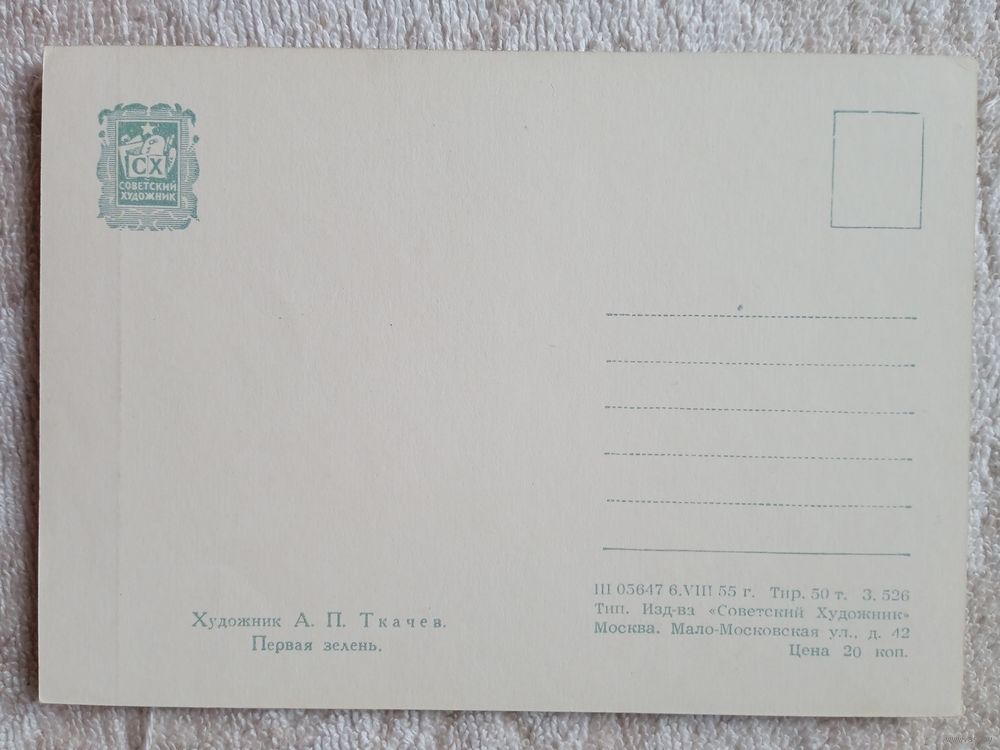 СХ
СОВЕТСКИЙ
ХУДОЖНИК
Художник А. П. Ткачев.
Первая зелень.
Ш 05647 6.VIII 55 г. Тир. 50 т. З. 526
Тип. Изд-ва «Советский Художник»
Москва. Мало-Московская ул., д. 42
Цена 20 коп.